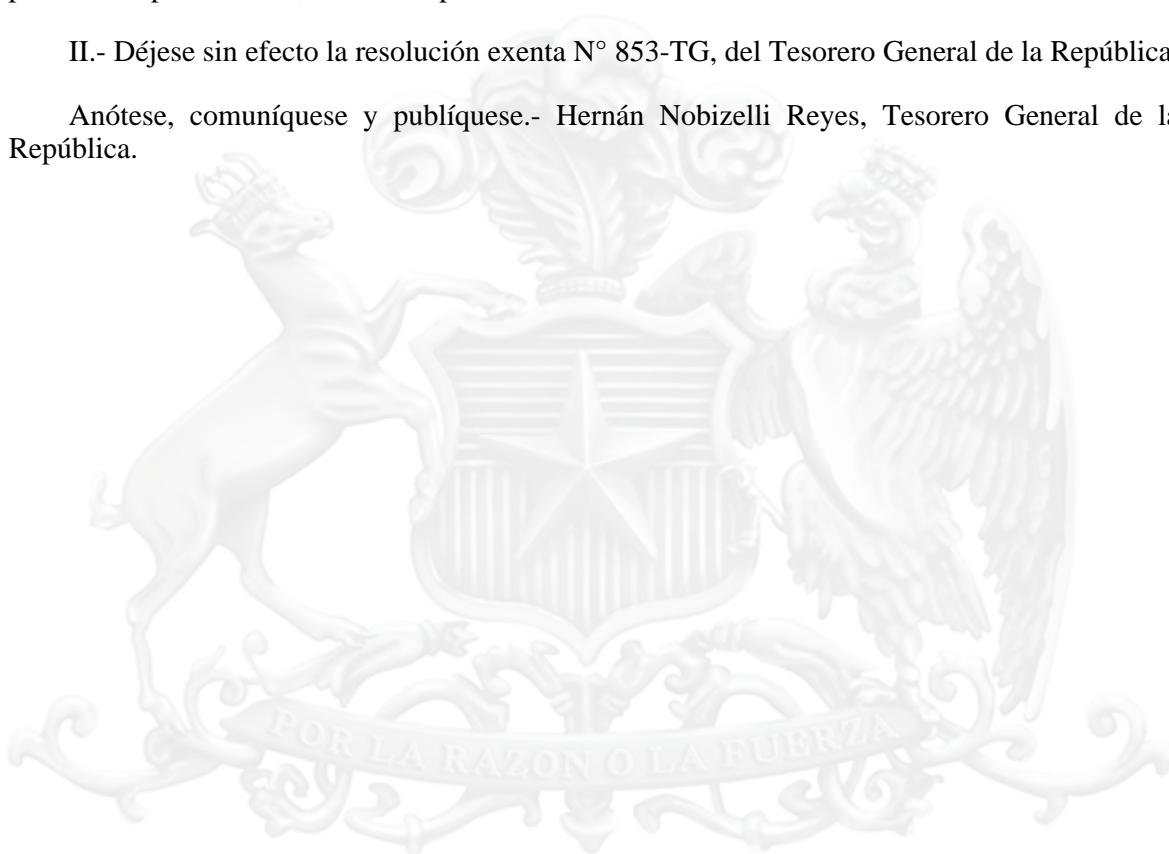 II.- Déjese sin efecto la resolución exenta N° 853-TG, del Tesorero General de la República
Anótese, comuníquese y publíquese.- Hernán Nobizelli Reyes, Tesorero General de la
República.
POR LA RAZON O LA FUERZA